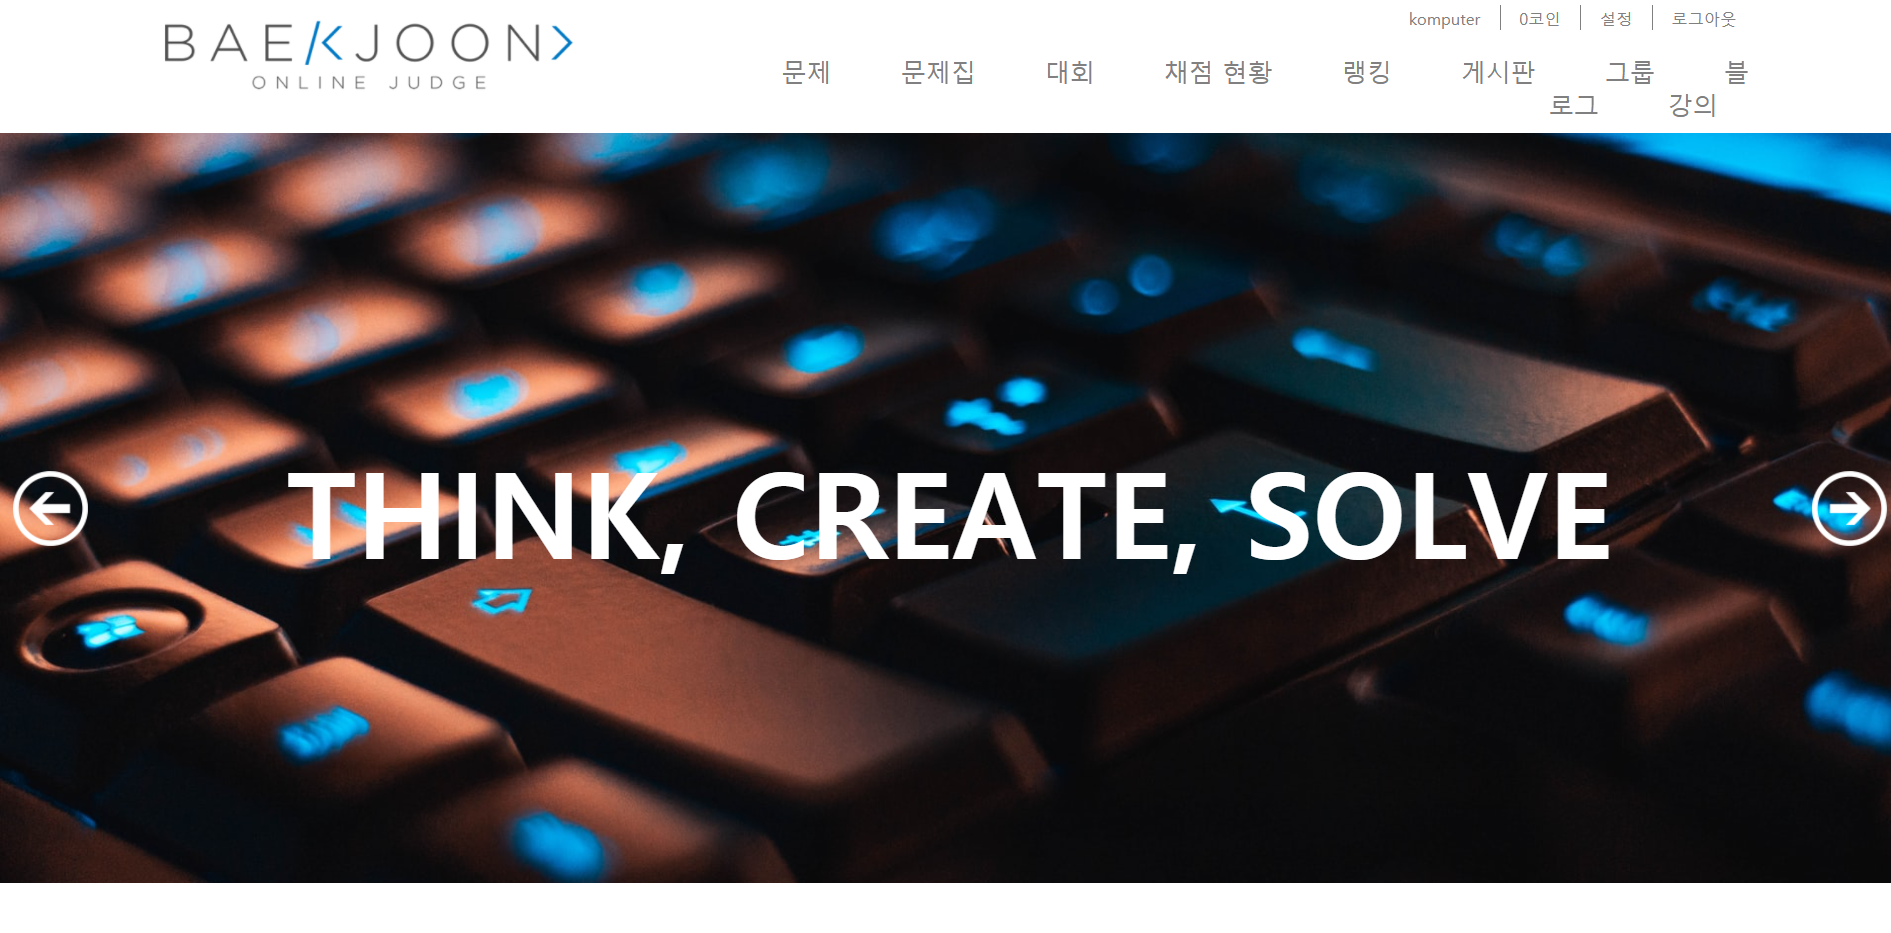 BAEKJOON
ONLINE JUDGE
komputer 0코인 설정 로그아웃
문제 문제집 대회 채점 현황 랭킹 게시판 그룹 블
로그 강의
THINK, CREATE, SOLVE